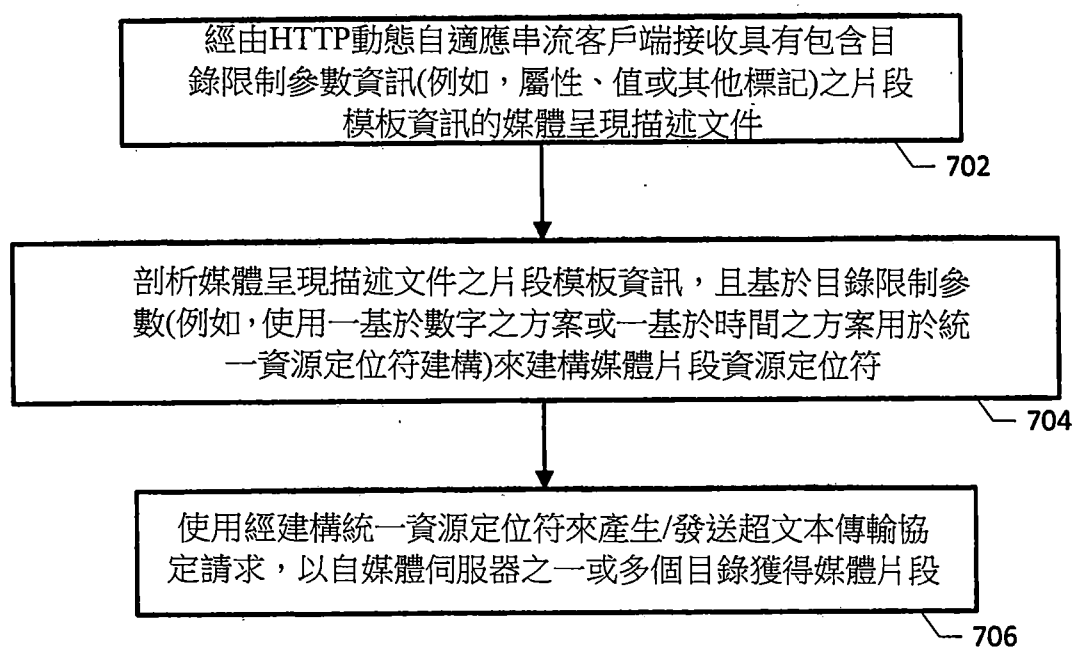 經由HTTP動態自適應串流客戶端接收具有包含目
錄限制參數資訊(例如，屬性、值或其他標記)之片段
模板資訊的媒體呈現描述文件
702
剖析媒體呈現描述文件之片段模板資訊，且基於目錄限制參
數(例如，使用一基於數字之方案或一基於時間之方案用於統
一資源定位符建構)來建構媒體片段資源定位符
704
使用經建構統一資源定位符來產生/發送超文本傳輸協
定請求，以自媒體伺服器之一或多個目錄獲得媒體片段
706